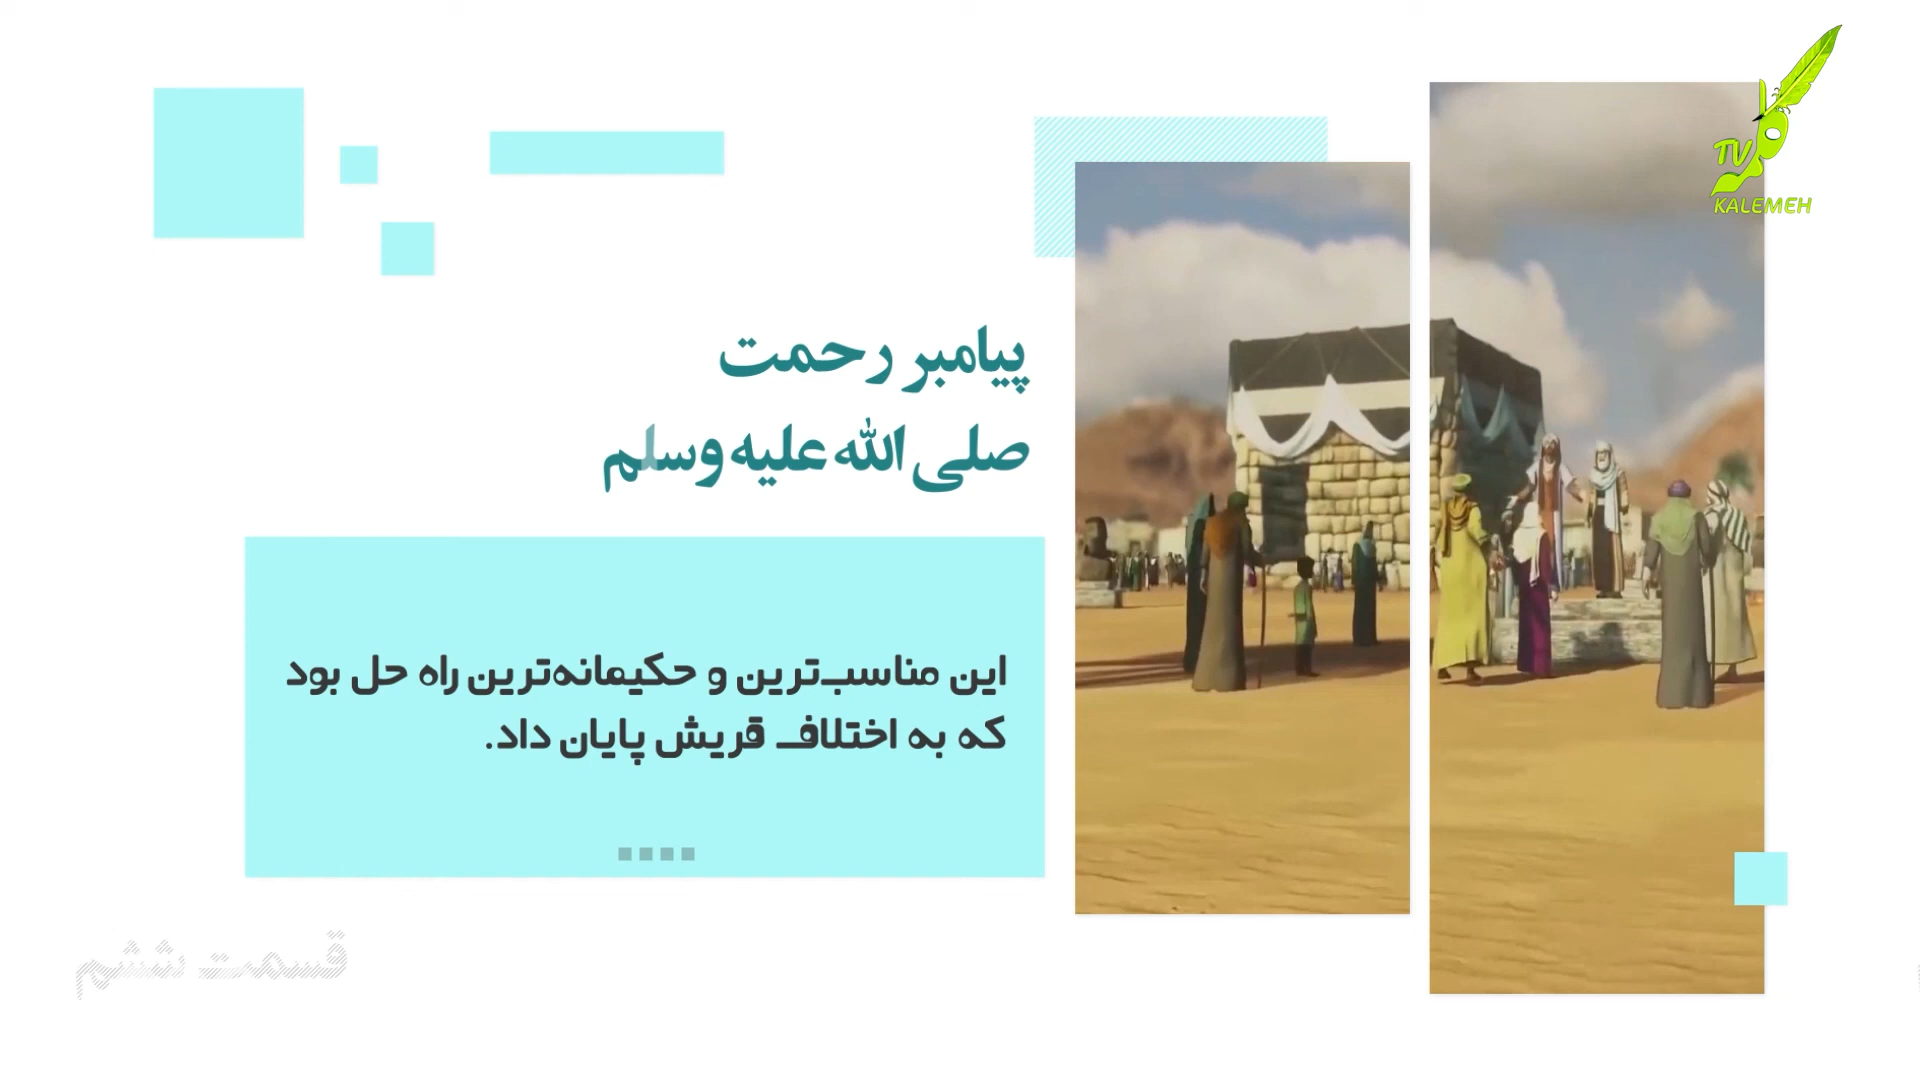 TV
KALEMEH
پیامبر رحمت
صلی الله علیه وسلم
این مناسب‌ترین و حکیمانه‌ترین راه حل بود
که به اختلاف قریش پایان داد.
قسمت ششم